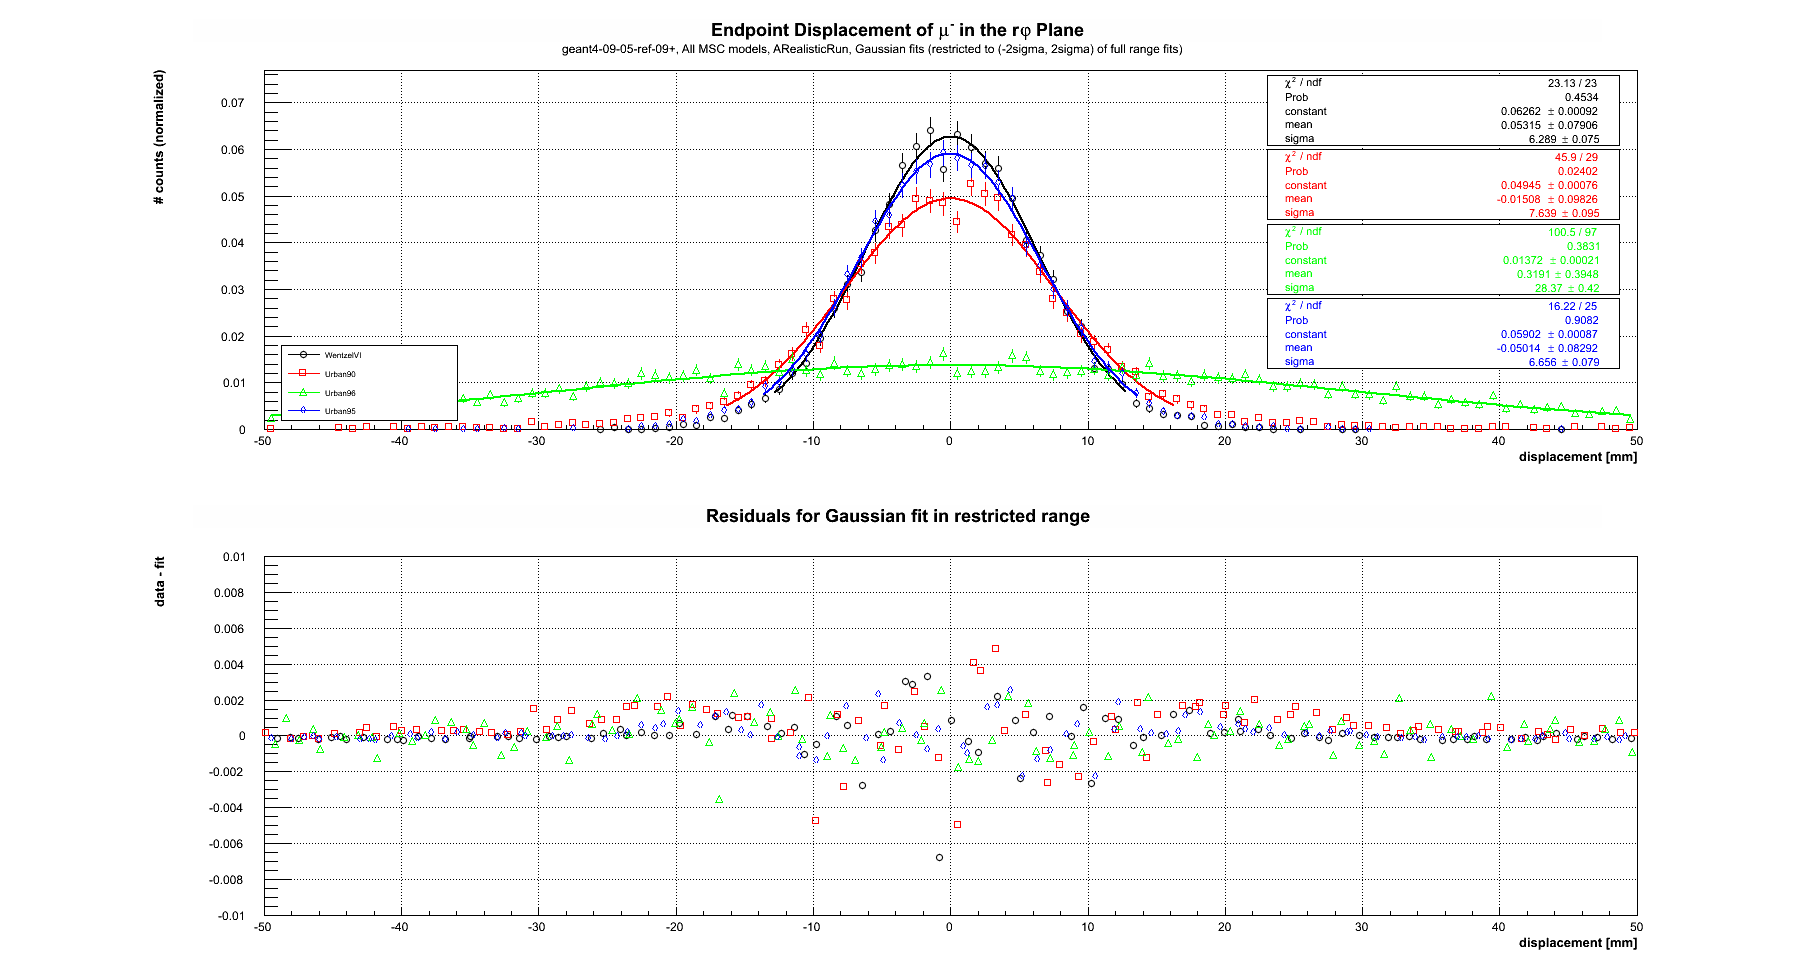 Endpoint Displacement of μ- in the rφ Plane
geant4-09-05-ref-09+, All MSC models, ARealisticRun, Gaussian fits (restricted to (-2sigma, 2sigma) of full range fits)
# counts (normalized)
0.07
0.06
0.05
0.04
0.03
0.02
0.01
0
χ² / ndf 23.13 / 23
Prob 0.4534
constant 0.06262 ± 0.00092
mean 0.05315 ± 0.07906
sigma 6.289 ± 0.075
χ² / ndf 45.9 / 29
Prob 0.02402
constant 0.04945 ± 0.00076
mean -0.01508 ± 0.09826
sigma 7.639 ± 0.095
χ² / ndf 100.5 / 97
Prob 0.3831
constant 0.01372 ± 0.00021
mean 0.3191 ± 0.3948
sigma 28.37 ± 0.42
χ² / ndf 16.22 / 25
Prob 0.9082
constant 0.05902 ± 0.00087
mean -0.05014 ± 0.08292
sigma 6.656 ± 0.079
WentzelVI
Urban90
Urban96
Urban95
-50 -40 -30 -20 -10 0 10 20 30 40 50
displacement [mm]
Residuals for Gaussian fit in restricted range
data - fit
0.01
0.008
0.006
0.004
0.002
0
-0.002
-0.004
-0.006
-0.008
-0.01
-50 -40 -30 -20 -10 0 10 20 30 40 50
displacement [mm]